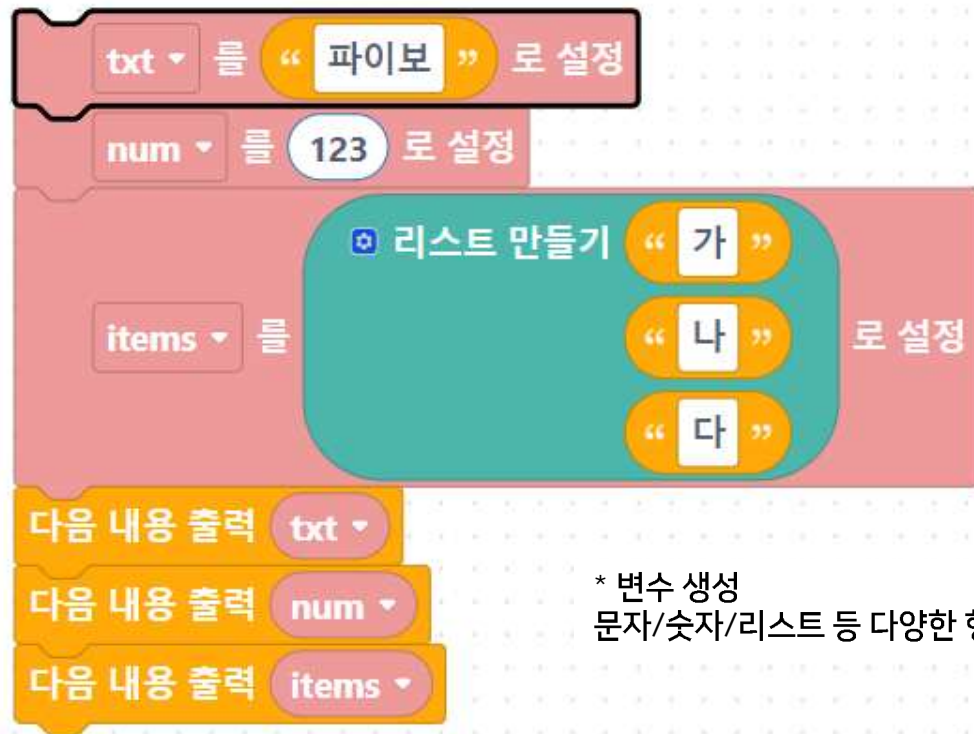 txt 를 “ 파이보 ” 로 설정
num 를 123 로 설정
리스트 만들기 “ 가 ”
items 를 “ 나 ” 로 설정
“ 다 ”
다음 내용 출력 txt
다음 내용 출력 num
다음 내용 출력 items
* 변수 생성
문자/숫자/리스트 등 다양한